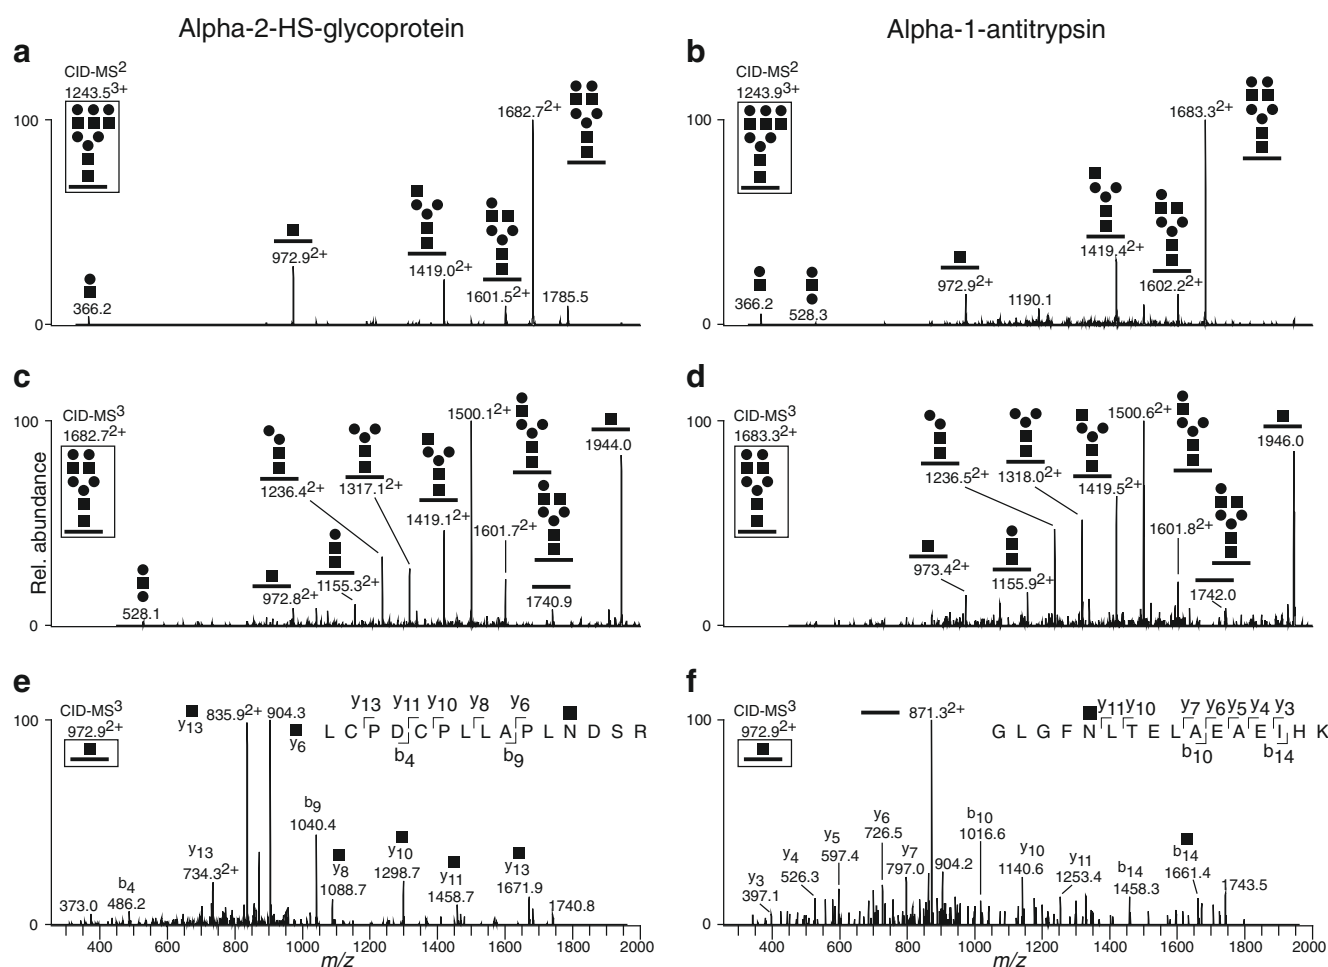 Alpha-2-HS-glycoprotein
Alpha-1-antitrypsin
a
CID-MS2
1243.53+
100
0
366.2
972.92+
1419.02+
1601.52+
1682.72+
1785.5
b
CID-MS2
1243.93+
100
0
366.2
528.3
972.92+
1190.1
1419.42+
1602.22+
1683.32+
c
CID-MS3
1682.72+
100
0
Rel. abundance
528.1
972.82+
1155.32+
1236.42+
1317.12+
1419.12+
1500.12+
1601.72+
1740.9
1944.0
d
CID-MS3
1683.32+
100
0
973.42+
1155.92+
1236.52+
1318.02+
1419.52+
1500.62+
1601.82+
1742.0
1946.0
e
CID-MS3
972.92+
100
0
373.0
b4
486.2
y13
734.32+
y13
835.92+
904.3
y6
b9
1040.4
y8
1088.7
y10
1298.7
y11
1458.7
y13
1671.9
1740.8
y13 y11 y10 y8 y6
L C P D C P L L A P L N D S R
b4 b9
400 600 800 1000 1200 1400 1600 1800 2000
m/z
f
CID-MS3
972.92+
100
0
y3
397.1
y4
526.3
y5
597.4
y6
726.5
y7
797.0
871.32+
904.2
b10
1016.6
y10
1140.6
y11
1253.4
b14
1458.3
b14
1661.4
1743.5
y11 y10 y7 y6 y5 y4 y3
G L G F N L T E L A E A E I H K
b10 b14
400 600 800 1000 1200 1400 1600 1800 2000
m/z